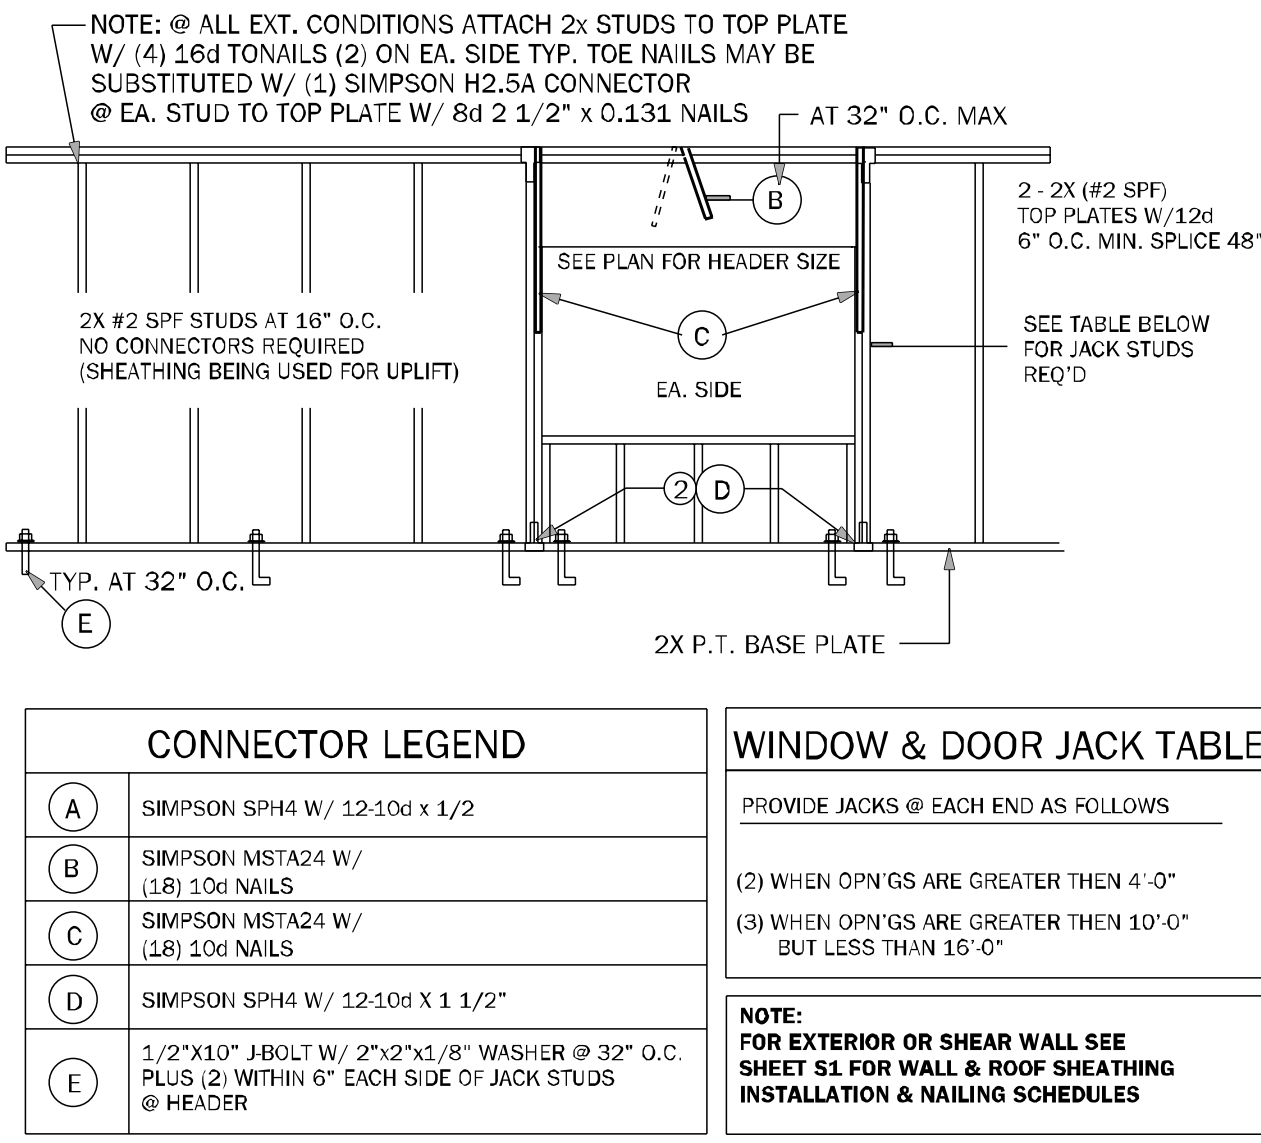 NOTE: @ ALL EXT. CONDITIONS ATTACH 2x STUDS TO TOP PLATE
W/ (4) 16d TONAILS (2) ON EA. SIDE TYP. TOE NAIILS MAY BE
SUBSTITUTED W/ (1) SIMPSON H2.5A CONNECTOR
@ EA. STUD TO TOP PLATE W/ 8d 2 1/2" x 0.131 NAILS
AT 32" O.C. MAX
B
2 - 2X (#2 SPF)
TOP PLATES W/12d
6" O.C. MIN. SPLICE 48"
SEE PLAN FOR HEADER SIZE
2X #2 SPF STUDS AT 16" O.C.
NO CONNECTORS REQUIRED
(SHEATHING BEING USED FOR UPLIFT)
C
EA. SIDE
SEE TABLE BELOW
FOR JACK STUDS
REQ'D
2 D
TYP. AT 32" O.C.
E
2X P.T. BASE PLATE
CONNECTOR LEGEND
A
SIMPSON SPH4 W/ 12-10d x 1/2
B
SIMPSON MSTA24 W/
(18) 10d NAILS
C
SIMPSON MSTA24 W/
(18) 10d NAILS
D
SIMPSON SPH4 W/ 12-10d X 1 1/2"
E
1/2"X10" J-BOLT W/ 2"x2"x1/8" WASHER @ 32" O.C.
PLUS (2) WITHIN 6" EACH SIDE OF JACK STUDS
@ HEADER
WINDOW & DOOR JACK TABLE
PROVIDE JACKS @ EACH END AS FOLLOWS
(2) WHEN OPN'GS ARE GREATER THEN 4'-0"
(3) WHEN OPN'GS ARE GREATER THEN 10'-0"
BUT LESS THAN 16'-0"
NOTE:
FOR EXTERIOR OR SHEAR WALL SEE
SHEET S1 FOR WALL & ROOF SHEATHING
INSTALLATION & NAILING SCHEDULES